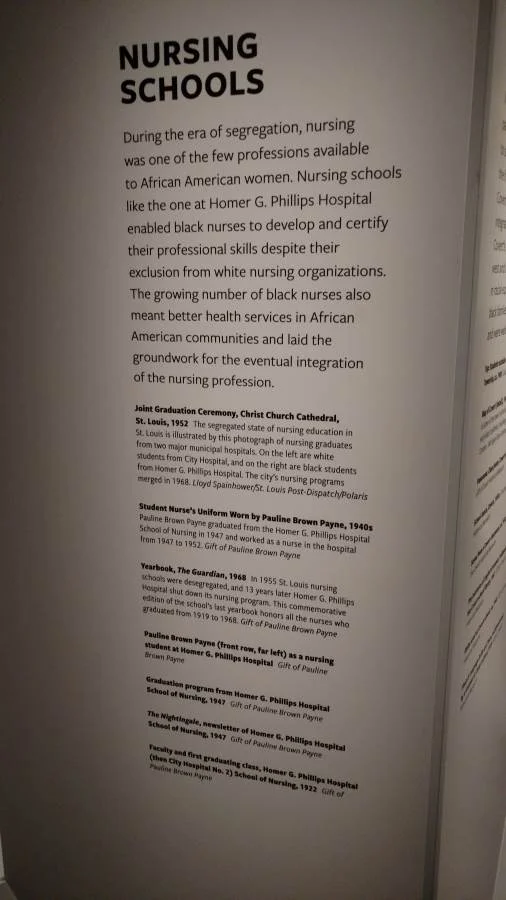 NURSING
SCHOOLS
During the era of segregation, nursing
was one of the few professions available
to African American women. Nursing schools
like the one at Homer G. Phillips Hospital
enabled black nurses to develop and certify
their professional skills despite their
exclusion from white nursing organizations.
The growing number of black nurses also
meant better health services in African
American communities and laid the
groundwork for the eventual integration
of the nursing profession.
Joint Graduation Ceremony, Christ Church Cathedral,
St. Louis, 1952 The segregated state of nursing education in
St. Louis is illustrated by this photograph of nursing graduates
from two major municipal hospitals. On the left are white
students from City Hospital, and on the right are black students
from Homer G. Phillips Hospital. The city's nursing programs
merged in 1968. Lloyd Spainhower/St. Louis Post-Dispatch/Polaris
Student Nurse's Uniform Worn by Pauline Brown Payne, 1940s
Pauline Brown Payne graduated from the Homer G. Phillips Hospital
School of Nursing in 1947 and worked as a nurse in the hospital
from 1947 to 1952. Gift of Pauline Brown Payne
Yearbook, The Guardian, 1968 In 1955 St. Louis nursing
schools were desegregated, and 13 years later Homer G. Phillips
Hospital shut down its nursing program. This commemorative
edition of the school's last yearbook honors all the nurses who
graduated from 1919 to 1968. Gift of Pauline Brown Payne
Pauline Brown Payne (front row, far left) as a nursing
student at Homer G. Phillips Hospital Gift of Pauline
Brown Payne
Graduation program from Homer G. Phillips Hospital
School of Nursing, 1947 Gift of Pauline Brown Payne
The Nightingale, newsletter of Homer G. Phillips Hospital
School of Nursing, 1947 Gift of Pauline Brown Payne
Faculty and first graduating class, Homer G. Phillips Hospital
(then City Hospital No. 2) School of Nursing, 1922 Gift of
Pauline Brown Payne